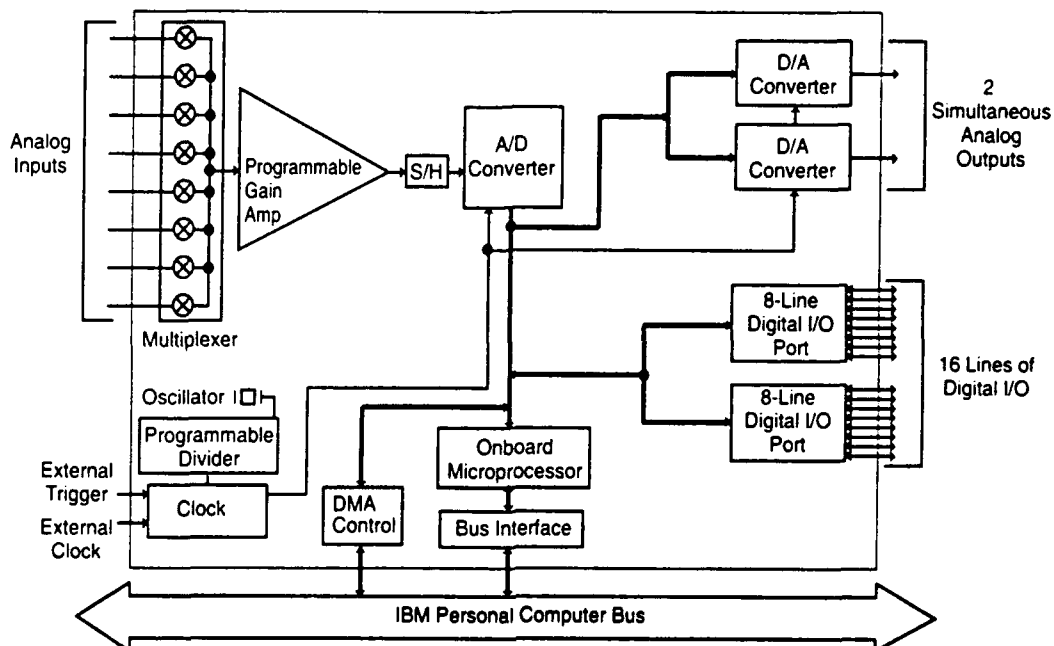 Analog
Inputs
Multiplexer
Programmable
Gain
Amp
S/H
A/D
Converter
D/A
Converter
D/A
Converter
2
Simultaneous
Analog
Outputs
8-Line
Digital I/O
Port
8-Line
Digital I/O
Port
16 Lines of
Digital I/O
Oscillator
Programmable
Divider
External
Trigger
External
Clock
Clock
DMA
Control
Onboard
Microprocessor
Bus Interface
IBM Personal Computer Bus